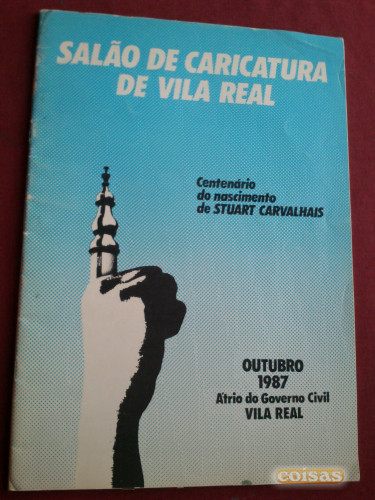 SALÃO DE CARICATURA
DE VILA REAL
Centenário
do nascimento
de STUART CARVALHAIS
OUTUBRO
1987
Átrio do Governo Civil
VILA REAL
coisas